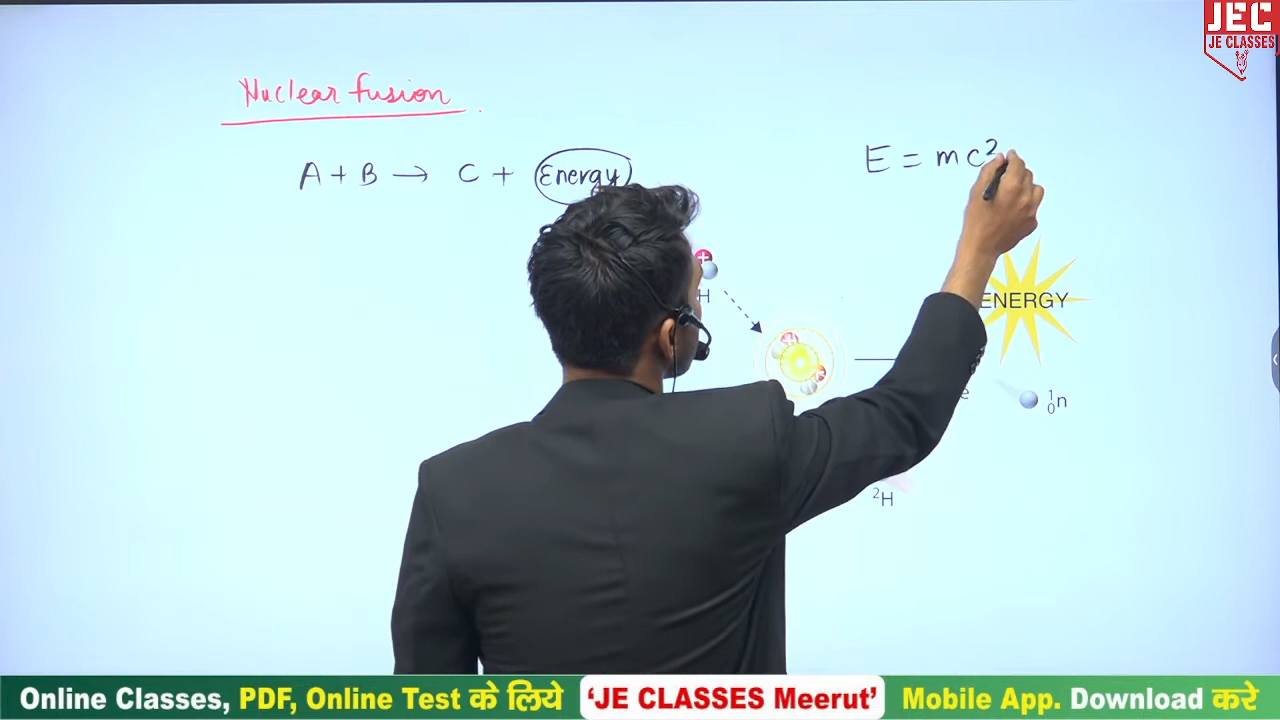 JEC
JE CLASSES
Nuclear fusion
A + B → C + Energy
E = mc²
+
H
ENERGY
e
¹₀n
²H
Online Classes, PDF, Online Test के लिये 'JE CLASSES Meerut' Mobile App. Download करे